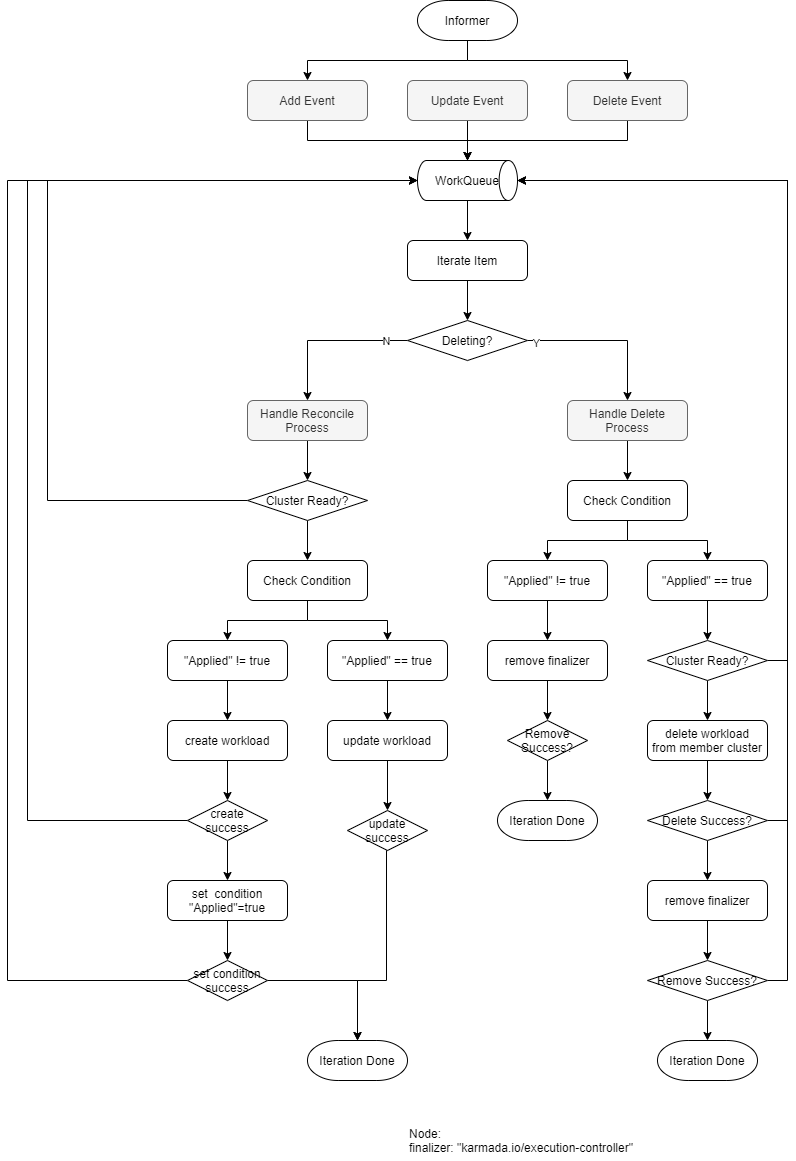 Informer
Add Event
Update Event
Delete Event
WorkQueue
Iterate Item
Deleting?
N
Y
Handle Reconcile
Process
Handle Delete
Process
Cluster Ready?
Check Condition
Check Condition
"Applied" != true
"Applied" == true
"Applied" != true
"Applied" == true
remove finalizer
Cluster Ready?
create workload
update workload
Remove
Success?
delete workload
from member cluster
create
success
update
success
Iteration Done
Delete Success?
set condition
"Applied"=true
remove finalizer
set condition
success
Remove Success?
Iteration Done
Iteration Done
Node:
finalizer: "karmada.io/execution-controller"